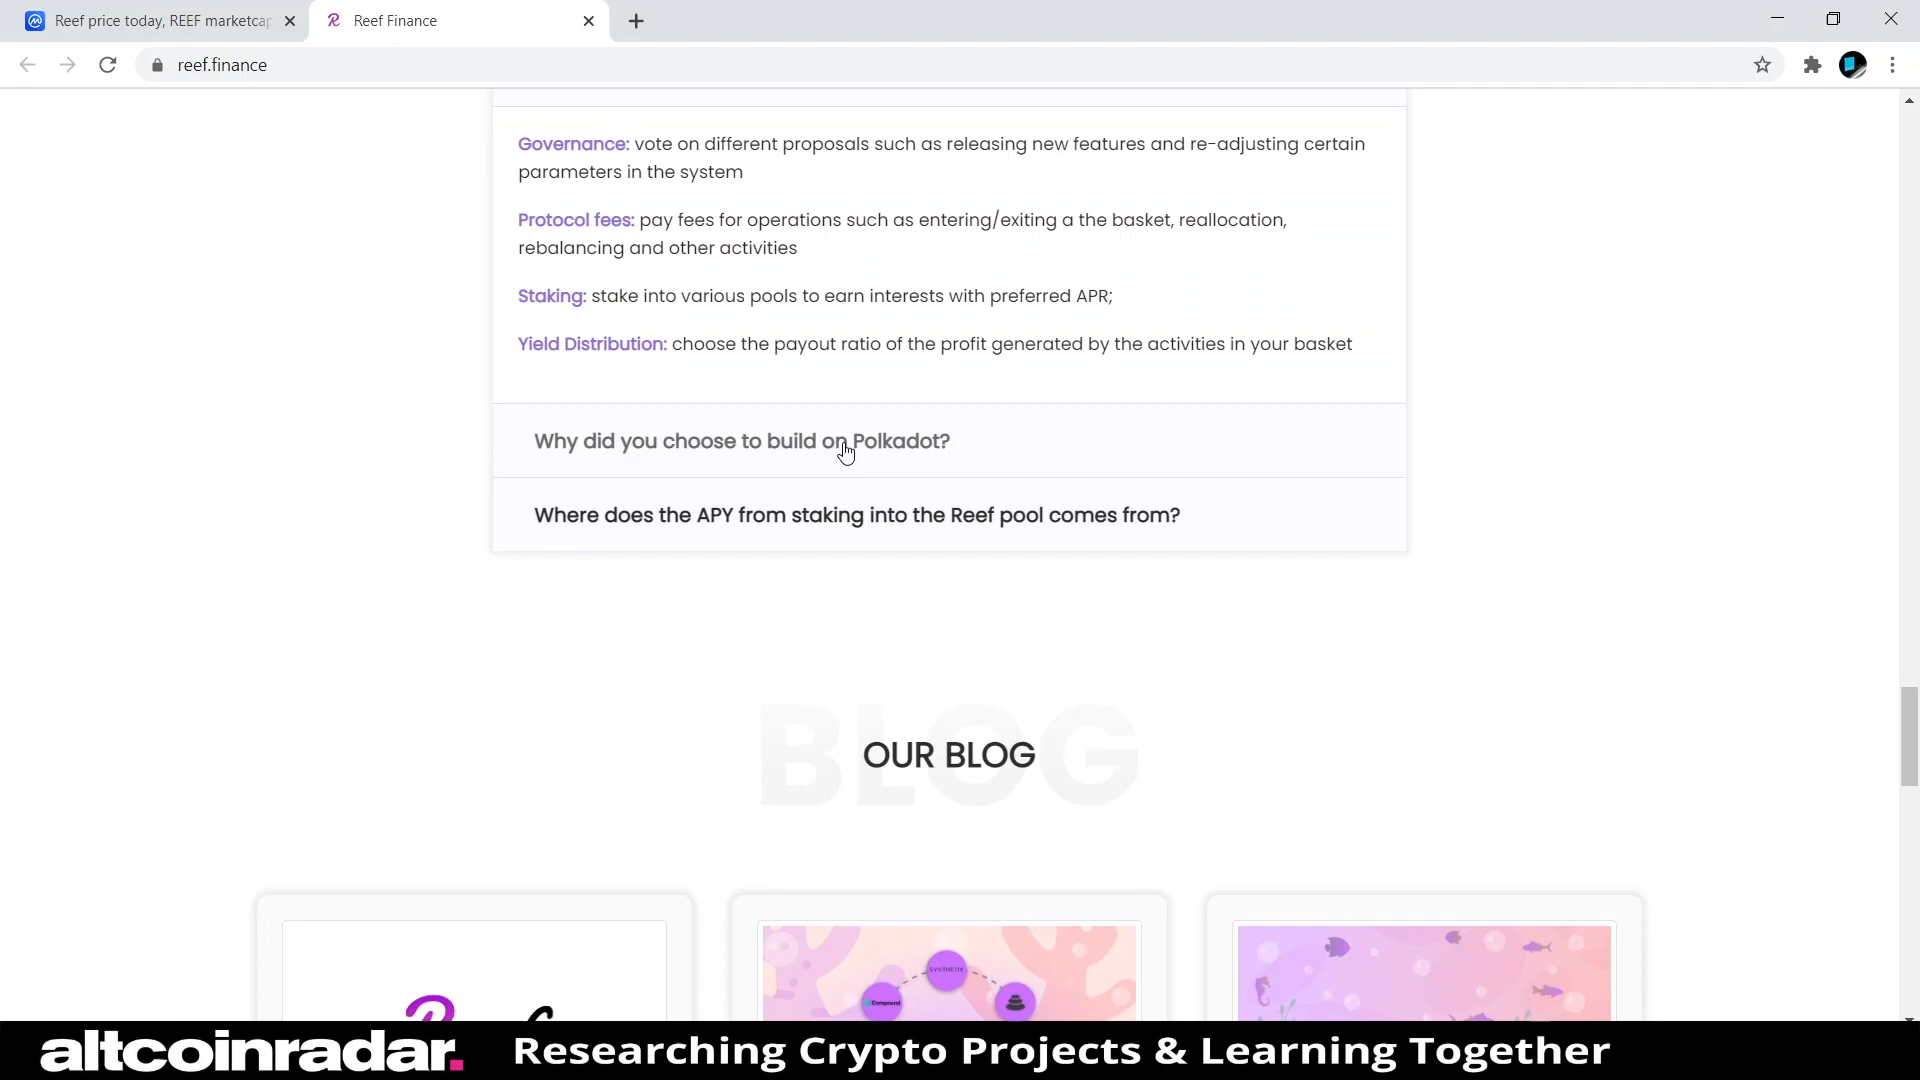 Reef price today, REEF marketcap
Reef Finance
reef.finance
Governance: vote on different proposals such as releasing new features and re-adjusting certain
parameters in the system
Protocol fees: pay fees for operations such as entering/exiting a the basket, reallocation,
rebalancing and other activities
Staking: stake into various pools to earn interests with preferred APR;
Yield Distribution: choose the payout ratio of the profit generated by the activities in your basket
Why did you choose to build on Polkadot?
Where does the APY from staking into the Reef pool comes from?
BLOG
OUR BLOG
SYNTHETIX
Compound
altcoinradar. Researching Crypto Projects & Learning Together